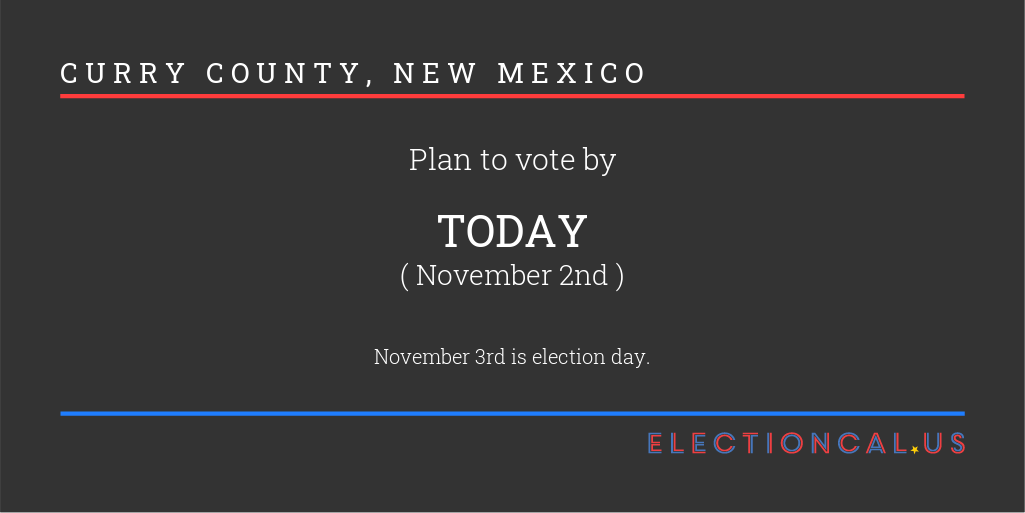 CURRY COUNTY, NEW MEXICO
Plan to vote by
TODAY
( November 2nd )
November 3rd is election day.
ELECTIONCAL.US